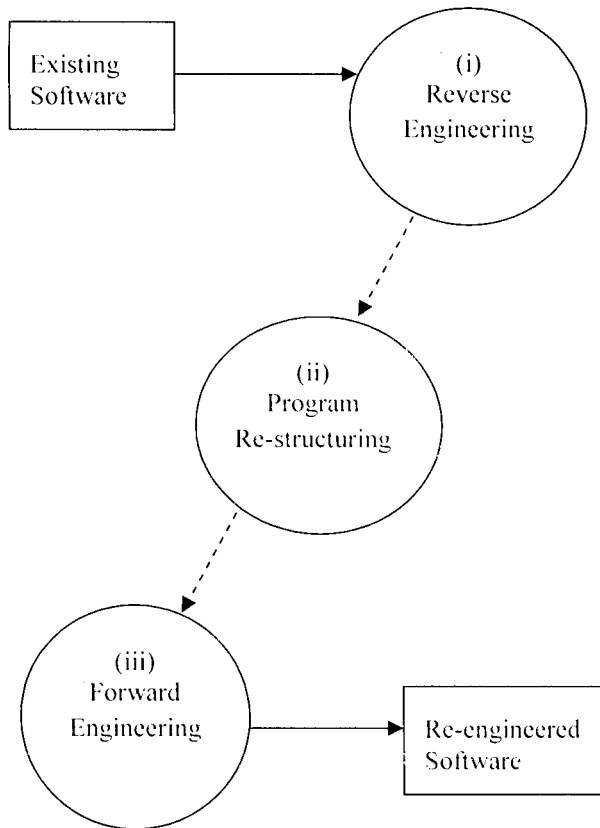 Existing
Software
(i)
Reverse
Engineering
(ii)
Program
Re-structuring
(iii)
Forward
Engineering
Re-engineered
Software